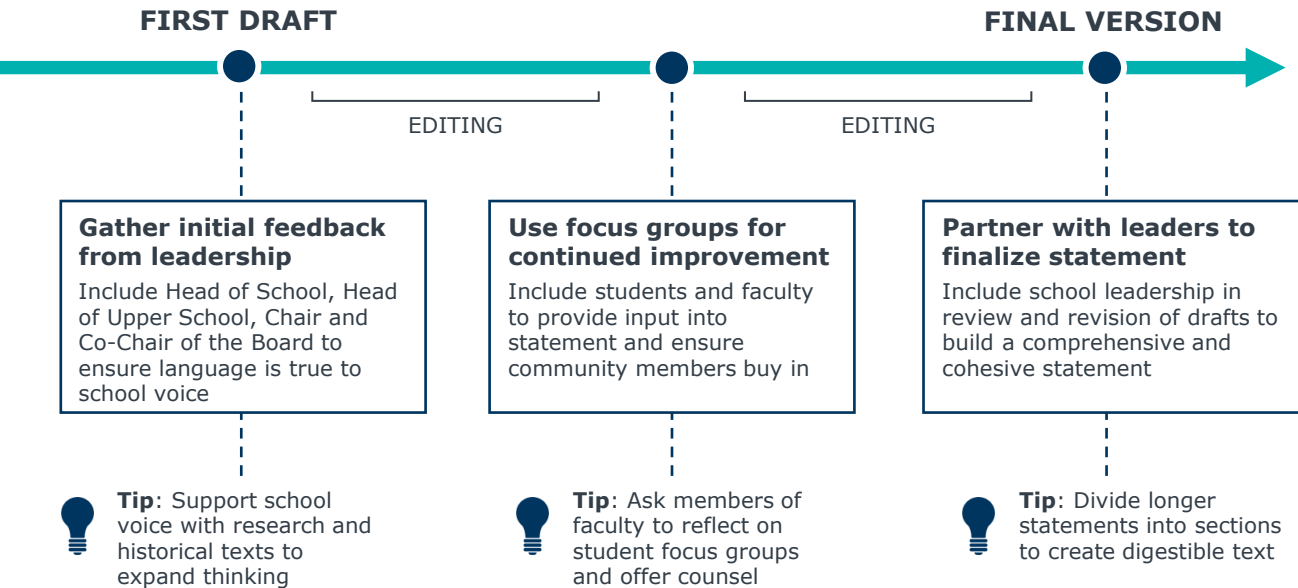 FIRST DRAFT
FINAL VERSION
EDITING
EDITING
Gather initial feedback
from leadership
Include Head of School, Head
of Upper School, Chair and
Co-Chair of the Board to
ensure language is true to
school voice
Use focus groups for
continued improvement
Include students and faculty
to provide input into
statement and ensure
community members buy in
Partner with leaders to
finalize statement
Include school leadership in
review and revision of drafts to
build a comprehensive and
cohesive statement
Tip: Support school
voice with research and
historical texts to
expand thinking
Tip: Ask members of
faculty to reflect on
student focus groups
and offer counsel
Tip: Divide longer
statements into sections
to create digestible text